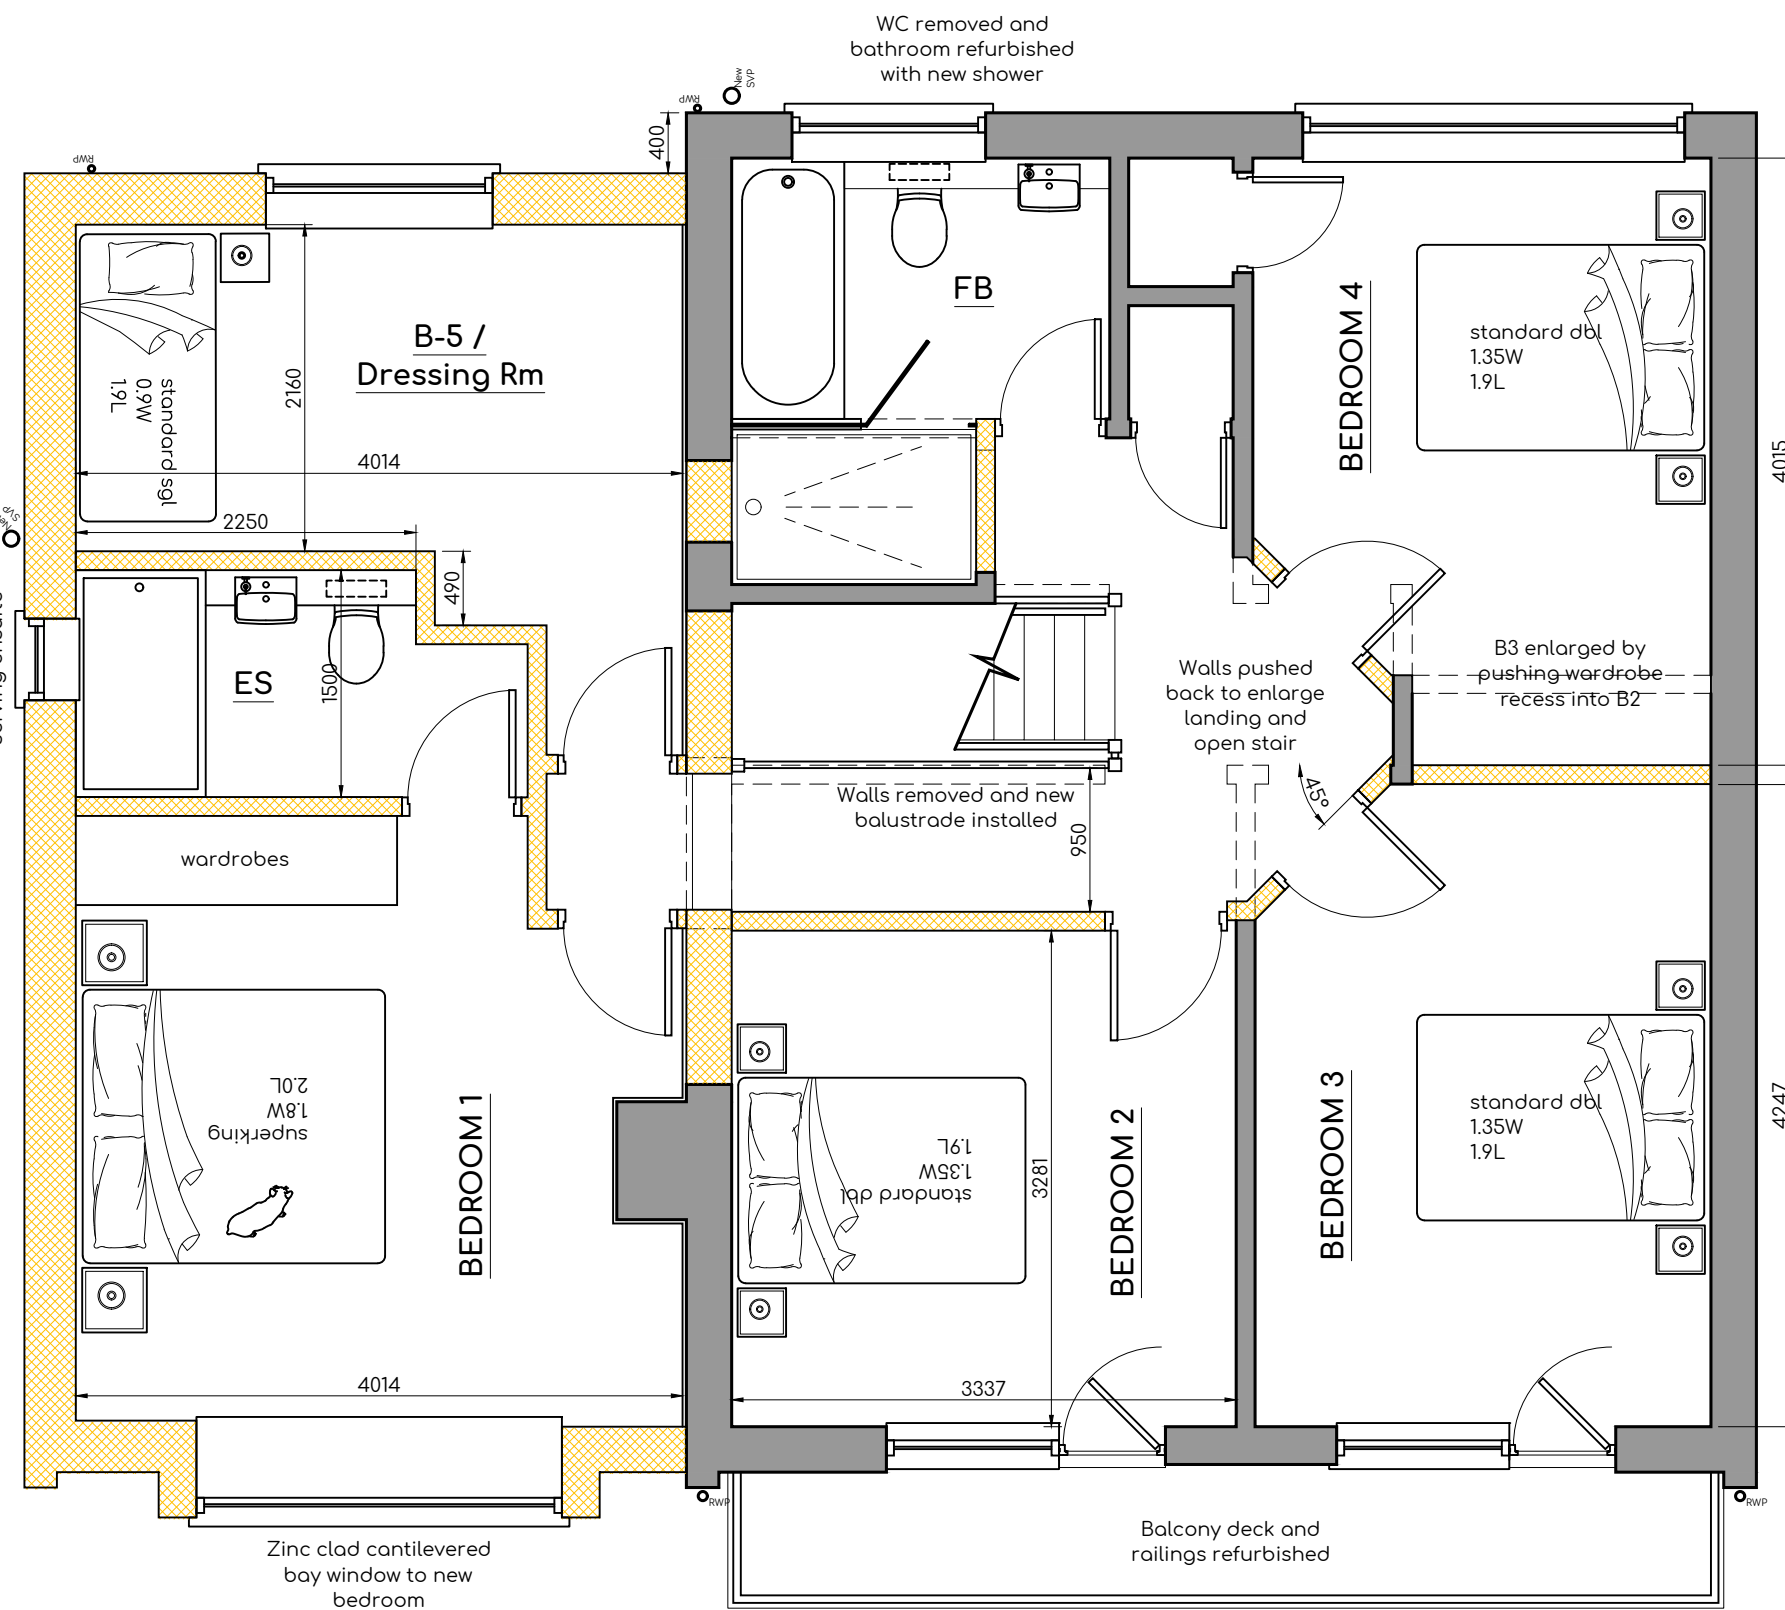 WC removed and
bathroom refurbished
with new shower
RWP
New
SVP
RWP
400
B-5 /
Dressing Rm
standard sgl
0.9W
1.9L
2160
4014
2250
490
New
SVP
FB
BEDROOM 4
standard dbl
1.35W
1.9L
4015
ES
1500
wardrobes
Walls pushed
back to enlarge
landing and
open stair
B3 enlarged by
pushing wardrobe
recess into B2
45°
Walls removed and new
balustrade installed
950
superking
1.8W
2.0L
BEDROOM 1
4014
standard dbl
1.35W
1.9L
3281
BEDROOM 2
3337
BEDROOM 3
standard dbl
1.35W
1.9L
4247
RWP
RWP
Zinc clad cantilevered
bay window to new
bedroom
Balcony deck and
railings refurbished